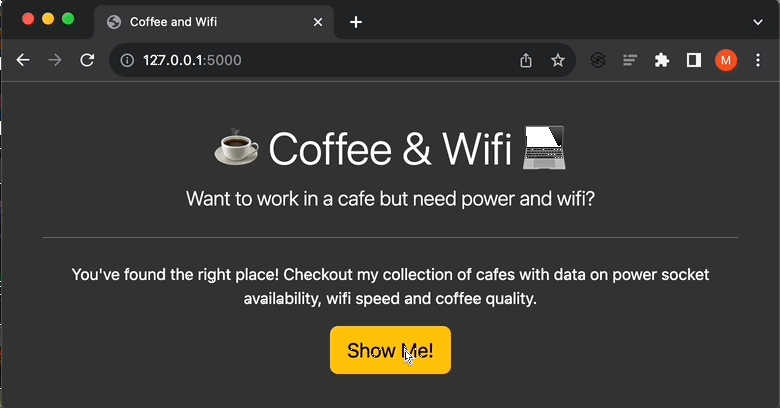 Coffee and Wifi
127.0.0.1:5000
M
☕ Coffee & Wifi 💻
Want to work in a cafe but need power and wifi?
You've found the right place! Checkout my collection of cafes with data on power socket
availability, wifi speed and coffee quality.
Show Me!